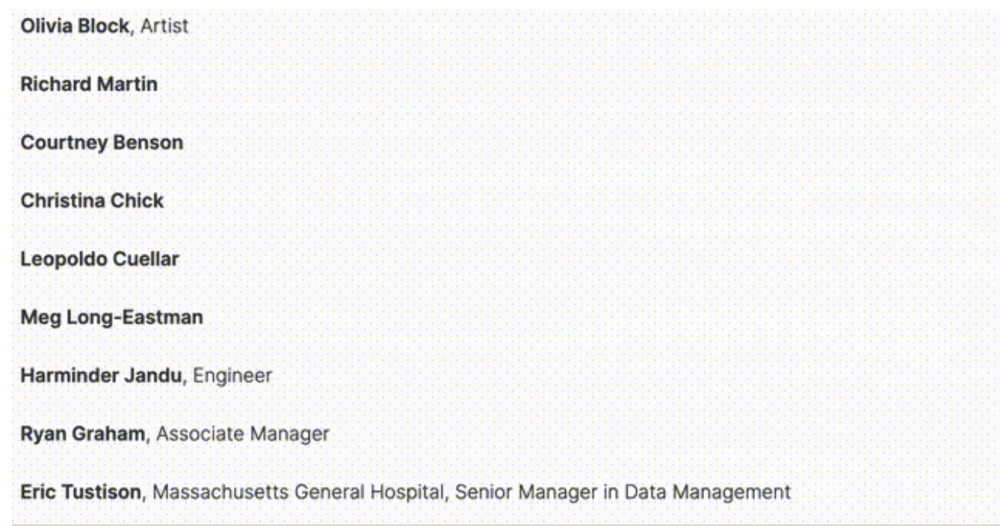 Olivia Block, Artist
Richard Martin
Courtney Benson
Christina Chick
Leopoldo Cuellar
Meg Long-Eastman
Harminder Jandu, Engineer
Ryan Graham, Associate Manager
Eric Tustison, Massachusetts General Hospital, Senior Manager in Data Management